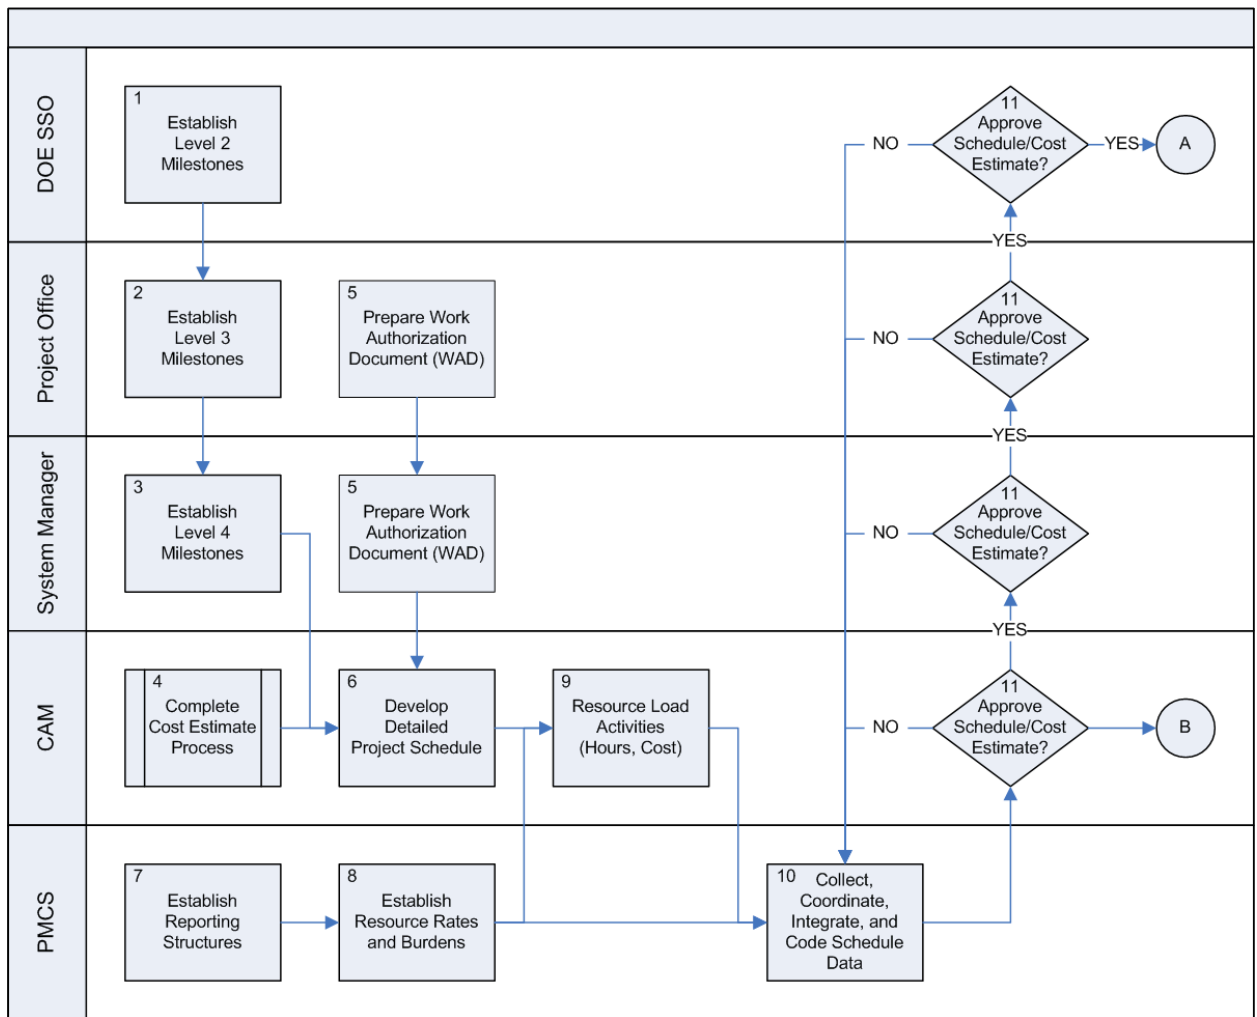 DOE SSO
1
Establish
Level 2
Milestones
NO
11
Approve
Schedule/Cost
Estimate?
YES
A
YES
Project Office
2
Establish
Level 3
Milestones
5
Prepare Work
Authorization
Document (WAD)
NO
11
Approve
Schedule/Cost
Estimate?
YES
System Manager
3
Establish
Level 4
Milestones
5
Prepare Work
Authorization
Document (WAD)
NO
11
Approve
Schedule/Cost
Estimate?
YES
CAM
4
Complete
Cost Estimate
Process
6
Develop
Detailed
Project Schedule
9
Resource Load
Activities
(Hours, Cost)
NO
11
Approve
Schedule/Cost
Estimate?
B
PMCS
7
Establish
Reporting
Structures
8
Establish
Resource Rates
and Burdens
10 Collect,
Coordinate,
Integrate, and
Code Schedule
Data